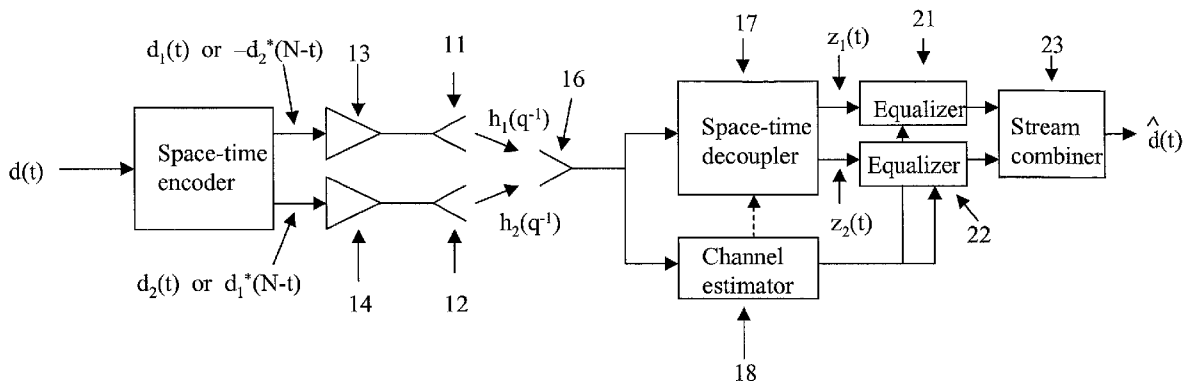 17
21
23
z₁(t)
d₁(t) or –d₂*(N-t)
13
11
16
h₁(q⁻¹)
Equalizer
Space-time
encoder
Space-time
decoupler
Stream
combiner
d(t)
d̂(t)
Equalizer
h₂(q⁻¹)
z₂(t)
22
d₂(t) or d₁*(N-t)
14
12
Channel
estimator
18